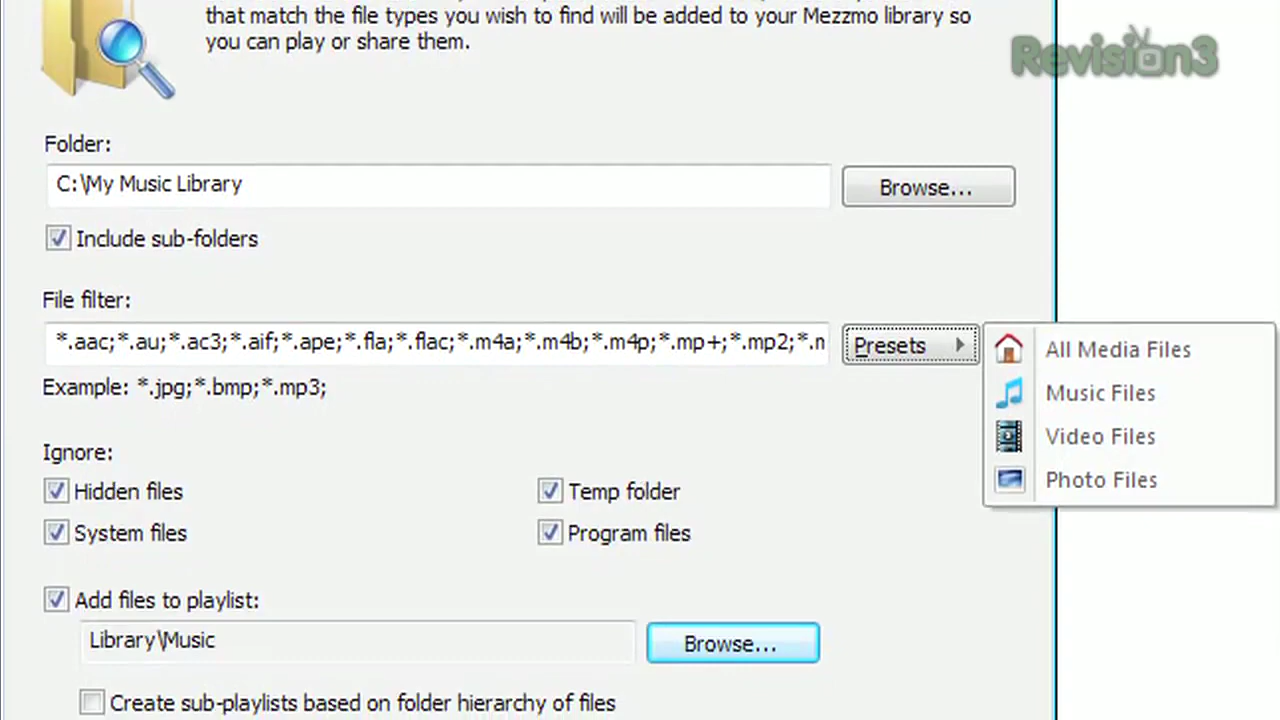 that match the file types you wish to find will be added to your Mezzmo library so
you can play or share them.
Revision3
Folder:
C:\My Music Library
Browse...
Include sub-folders
File filter:
*.aac;*.au;*.ac3;*.aif;*.ape;*.fla;*.flac;*.m4a;*.m4b;*.m4p;*.mp+;*.mp2;*.m
Presets
All Media Files
Music Files
Video Files
Photo Files
Example: *.jpg;*.bmp;*.mp3;
Ignore:
Hidden files
Temp folder
System files
Program files
Add files to playlist:
Library\Music
Browse...
Create sub-playlists based on folder hierarchy of files